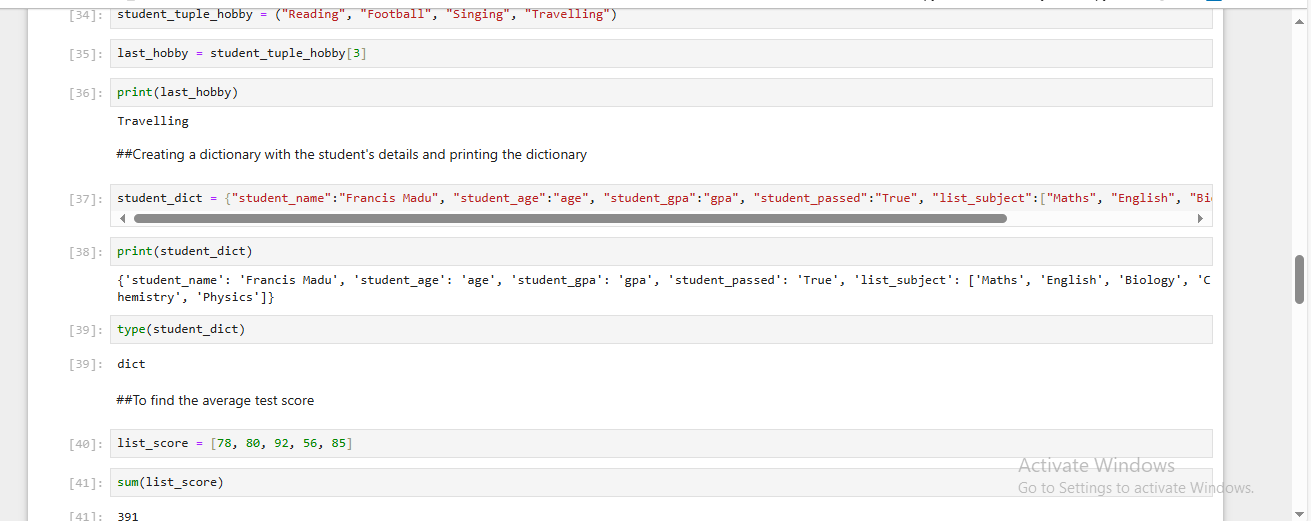 [34]: student_tuple_hobby = ("Reading", "Football", "Singing", "Travelling")
[35]: last_hobby = student_tuple_hobby[3]
[36]: print(last_hobby)
Travelling
##Creating a dictionary with the student's details and printing the dictionary
[37]: student_dict = {"student_name":"Francis Madu", "student_age":"age", "student_gpa":"gpa", "student_passed":"True", "list_subject":["Maths", "English", "Bi
[38]: print(student_dict)
{'student_name': 'Francis Madu', 'student_age': 'age', 'student_gpa': 'gpa', 'student_passed': 'True', 'list_subject': ['Maths', 'English', 'Biology', 'C
hemistry', 'Physics']}
[39]: type(student_dict)
[39]: dict
##To find the average test score
[40]: list_score = [78, 80, 92, 56, 85]
[41]: sum(list_score)
[41]: 391
Activate Windows
Go to Settings to activate Windows.